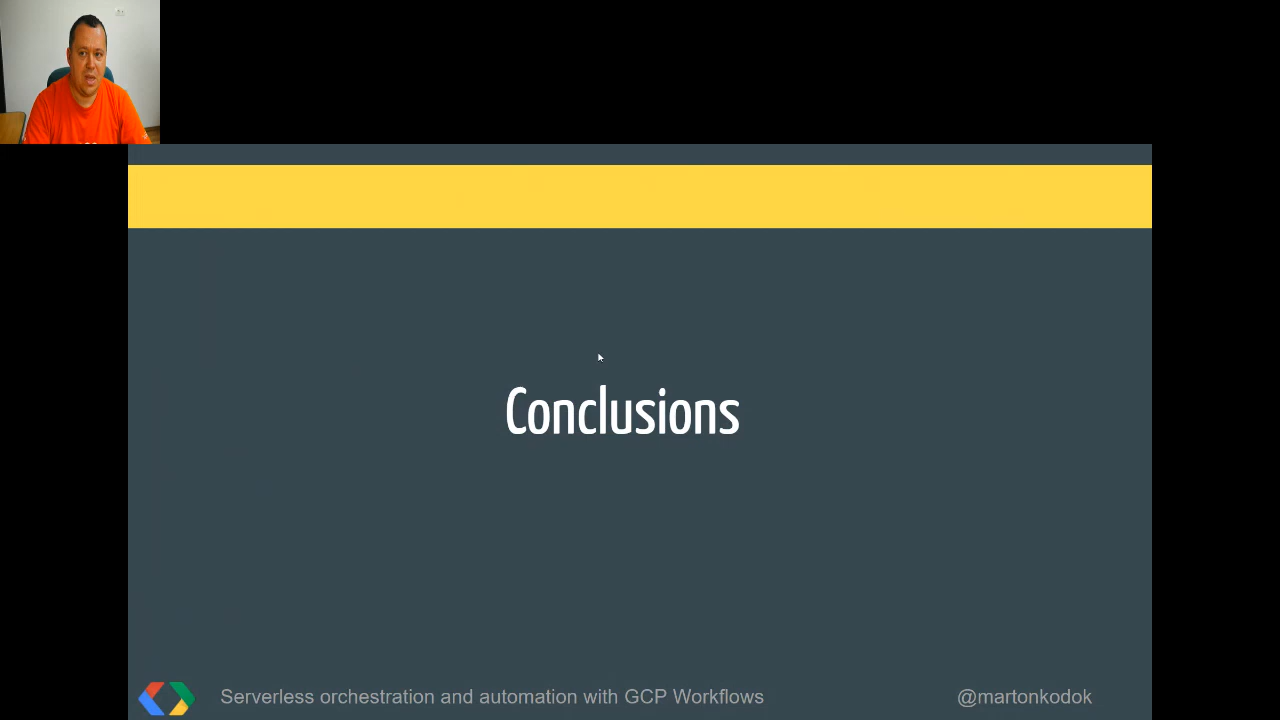 Conclusions
Serverless orchestration and automation with GCP Workflows
@martonkodok